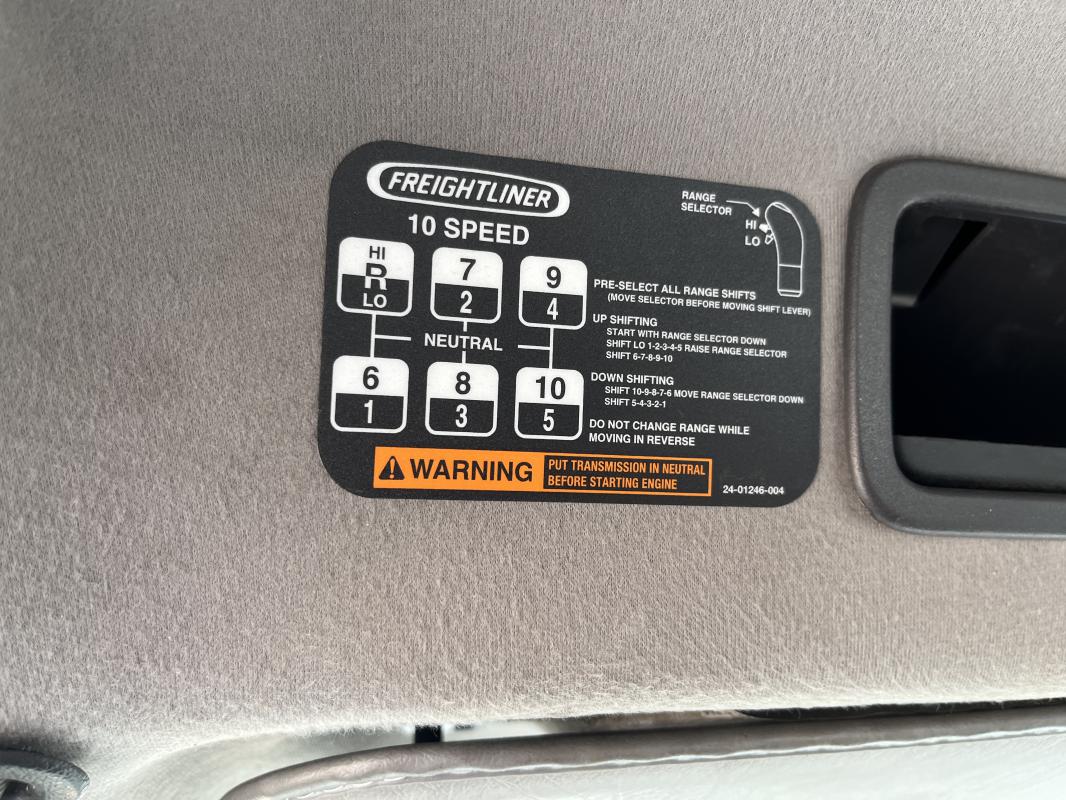 FREIGHTLINER
10 SPEED
HI
R
LO
7
2
9
4
NEUTRAL
6
1
8
3
10
5
RANGE
SELECTOR
HI
LO
PRE-SELECT ALL RANGE SHIFTS
(MOVE SELECTOR BEFORE MOVING SHIFT LEVER)
UP SHIFTING
START WITH RANGE SELECTOR DOWN
SHIFT LO 1-2-3-4-5 RAISE RANGE SELECTOR
SHIFT 6-7-8-9-10
DOWN SHIFTING
SHIFT 10-9-8-7-6 MOVE RANGE SELECTOR DOWN
SHIFT 5-4-3-2-1
DO NOT CHANGE RANGE WHILE
MOVING IN REVERSE
WARNING
PUT TRANSMISSION IN NEUTRAL
BEFORE STARTING ENGINE
24-01246-004